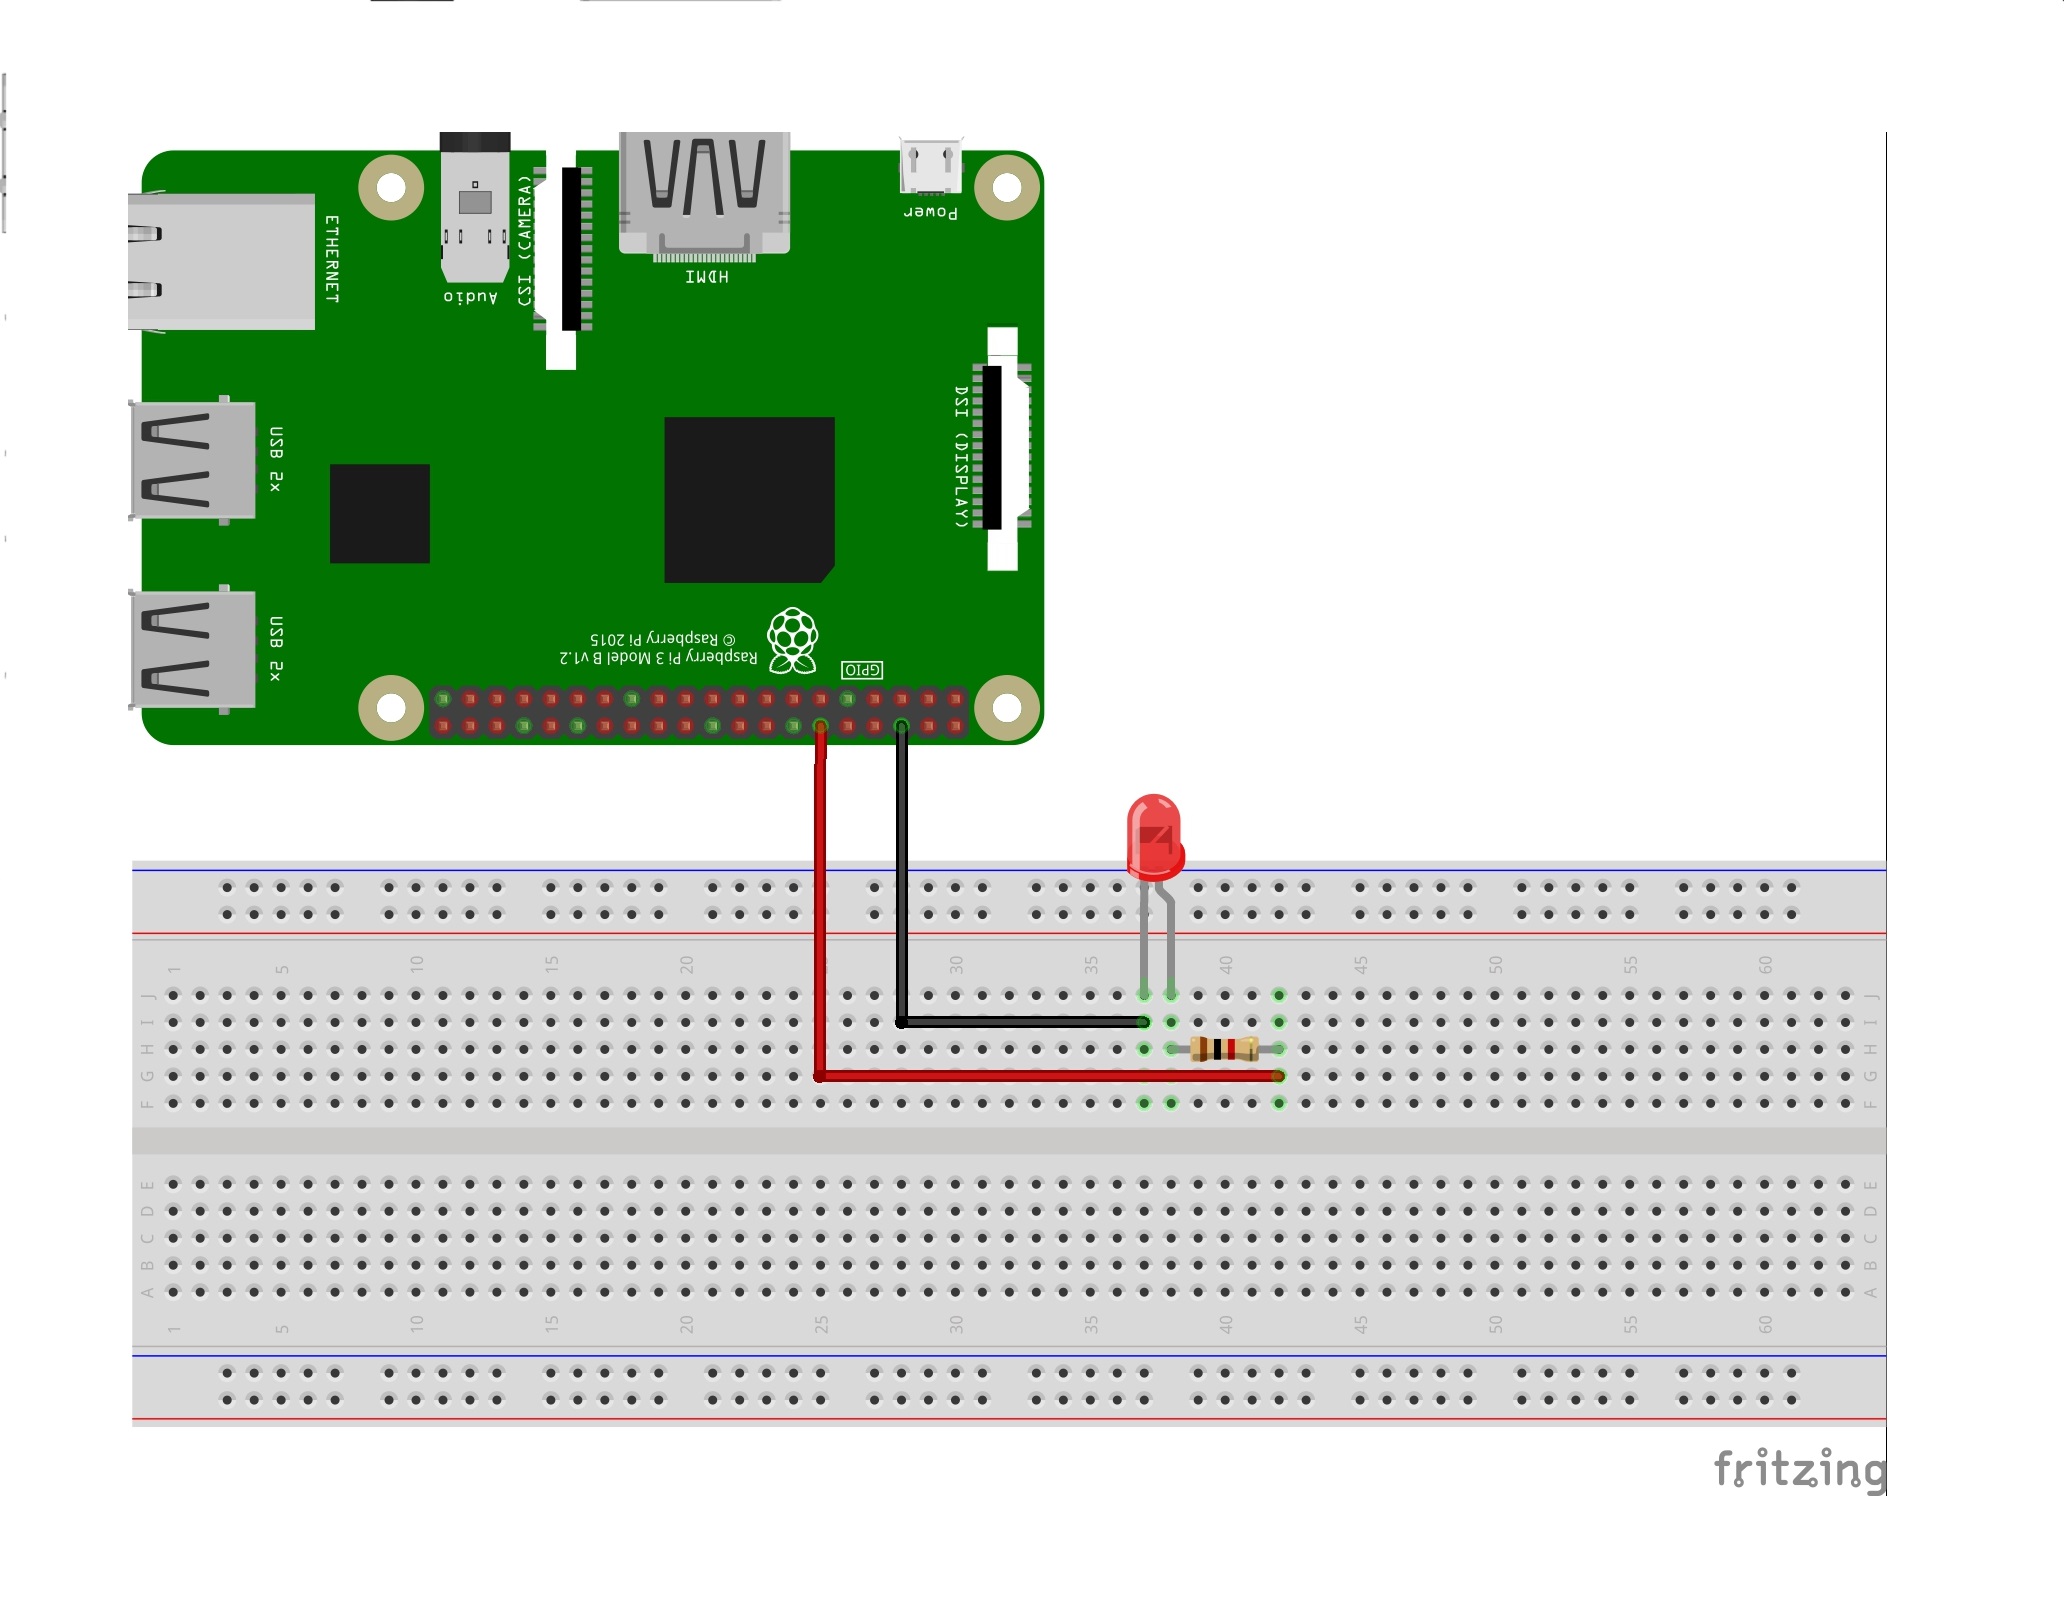 ETHERNET
Audio
CSI (CAMERA)
HDMI
Power
DSI (DISPLAY)
USB 2x
USB 2x
© Raspberry Pi 2015
Raspberry Pi 3 Model B v1.2
GPIO
1 5 10 15 20 30 35 40 45 50 55 60
J J
I I
H H
G G
F F
E E
D D
C C
B B
A A
1 5 10 15 20 25 30 35 40 45 50 55 60
fritzing